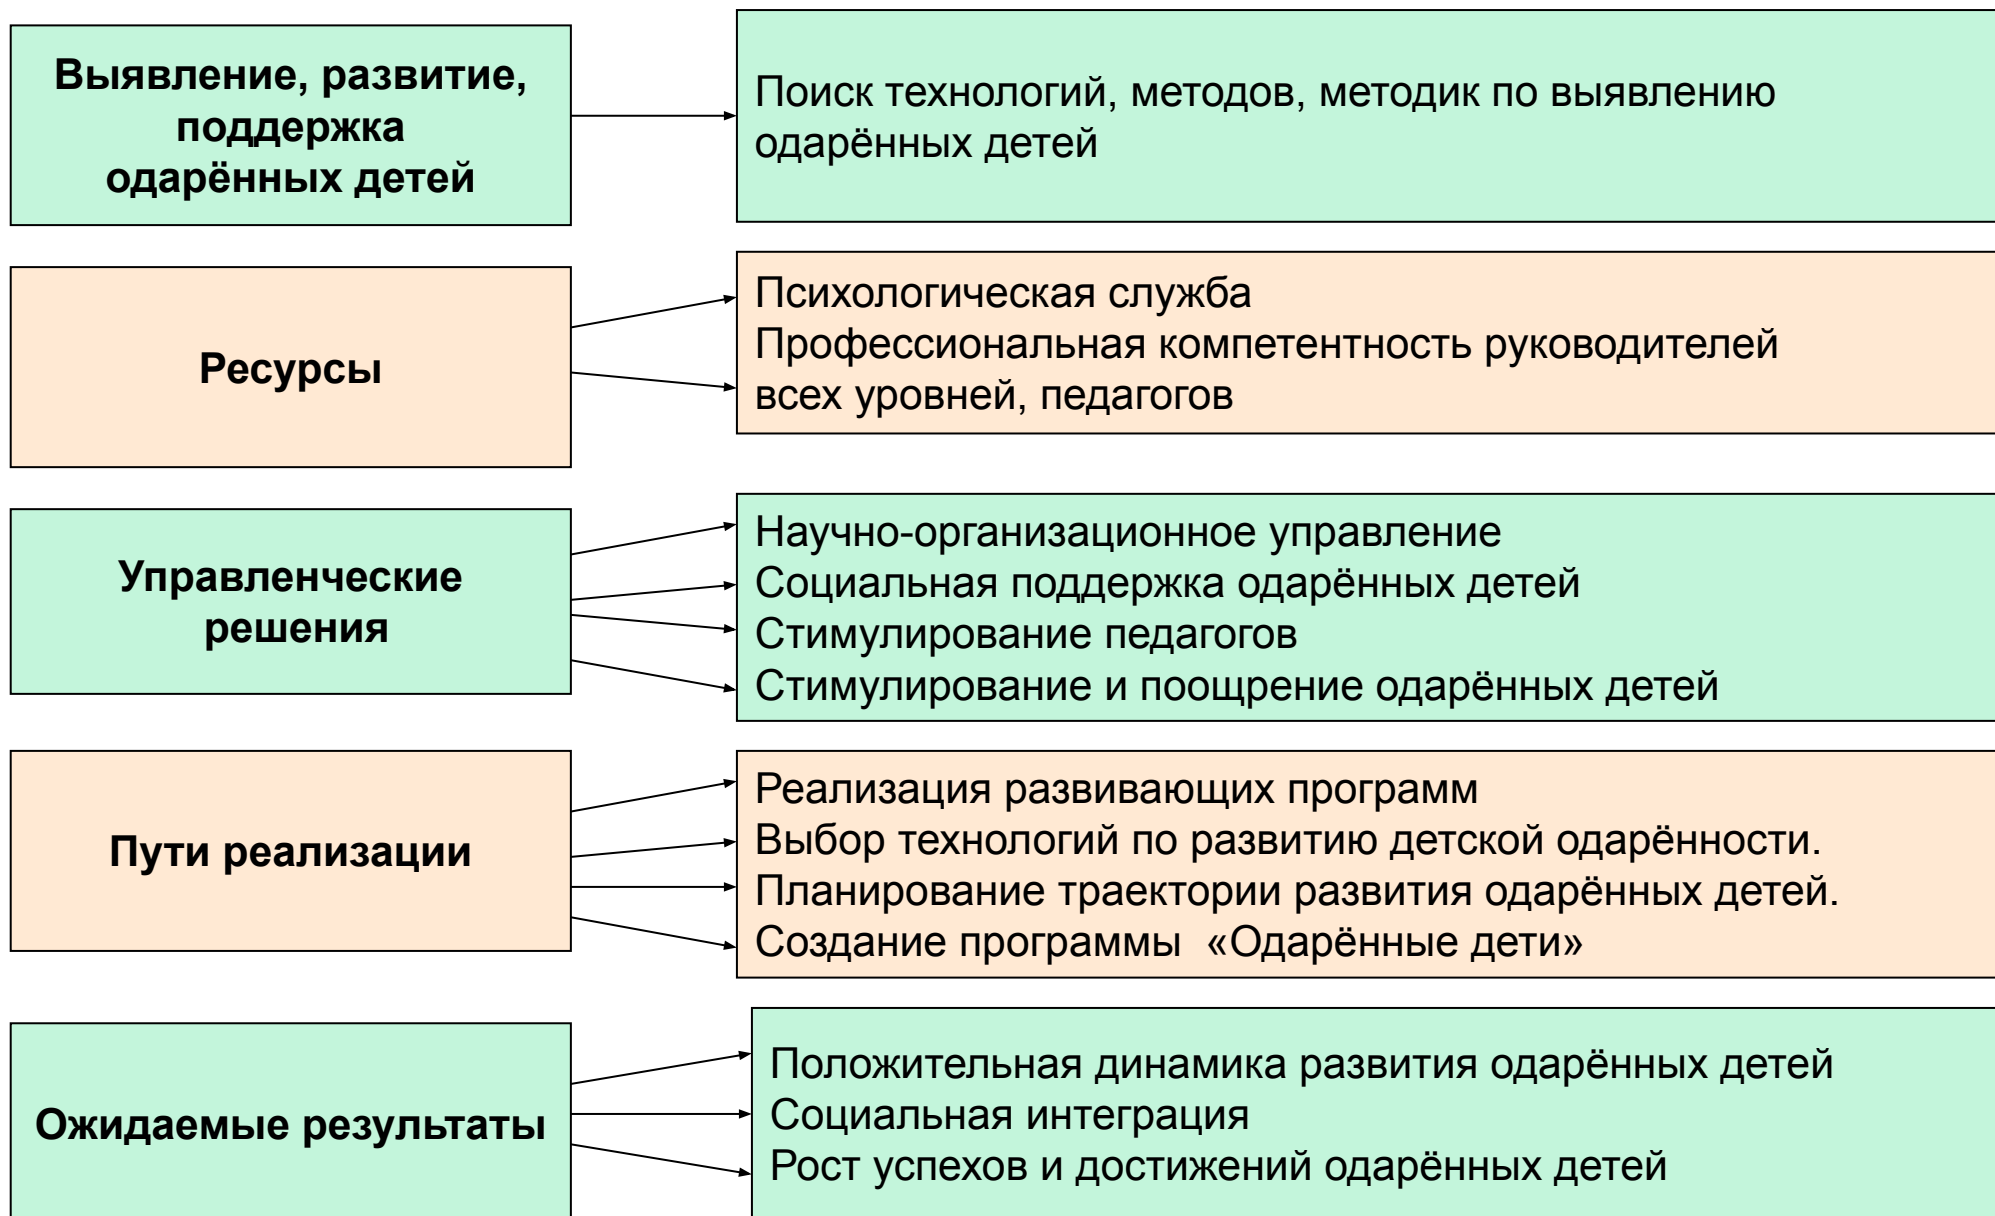 Выявление, развитие,
поддержка
одарённых детей
Поиск технологий, методов, методик по выявлению
одарённых детей
Ресурсы
Психологическая служба
Профессиональная компетентность руководителей
всех уровней, педагогов
Управленческие
решения
Научно-организационное управление
Социальная поддержка одарённых детей
Стимулирование педагогов
Стимулирование и поощрение одарённых детей
Пути реализации
Реализация развивающих программ
Выбор технологий по развитию детской одарённости.
Планирование траектории развития одарённых детей.
Создание программы  «Одарённые дети»
Ожидаемые результаты
Положительная динамика развития одарённых детей
Социальная интеграция
Рост успехов и достижений одарённых детей